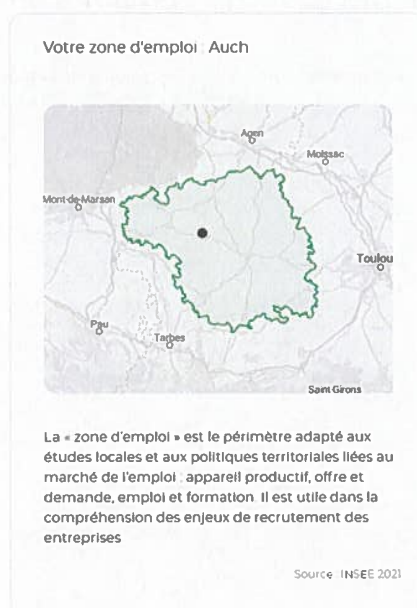 Votre zone d'emploi : Auch
Agen
Moissac
Mont-de-Marsan
Toulou
Pau
Tarbes
Saint Girons
La « zone d'emploi » est le périmètre adapté aux
études locales et aux politiques territoriales liées au
marché de l'emploi : appareil productif, offre et
demande, emploi et formation. Il est utile dans la
compréhension des enjeux de recrutement des
entreprises
Source : INSEE 2021